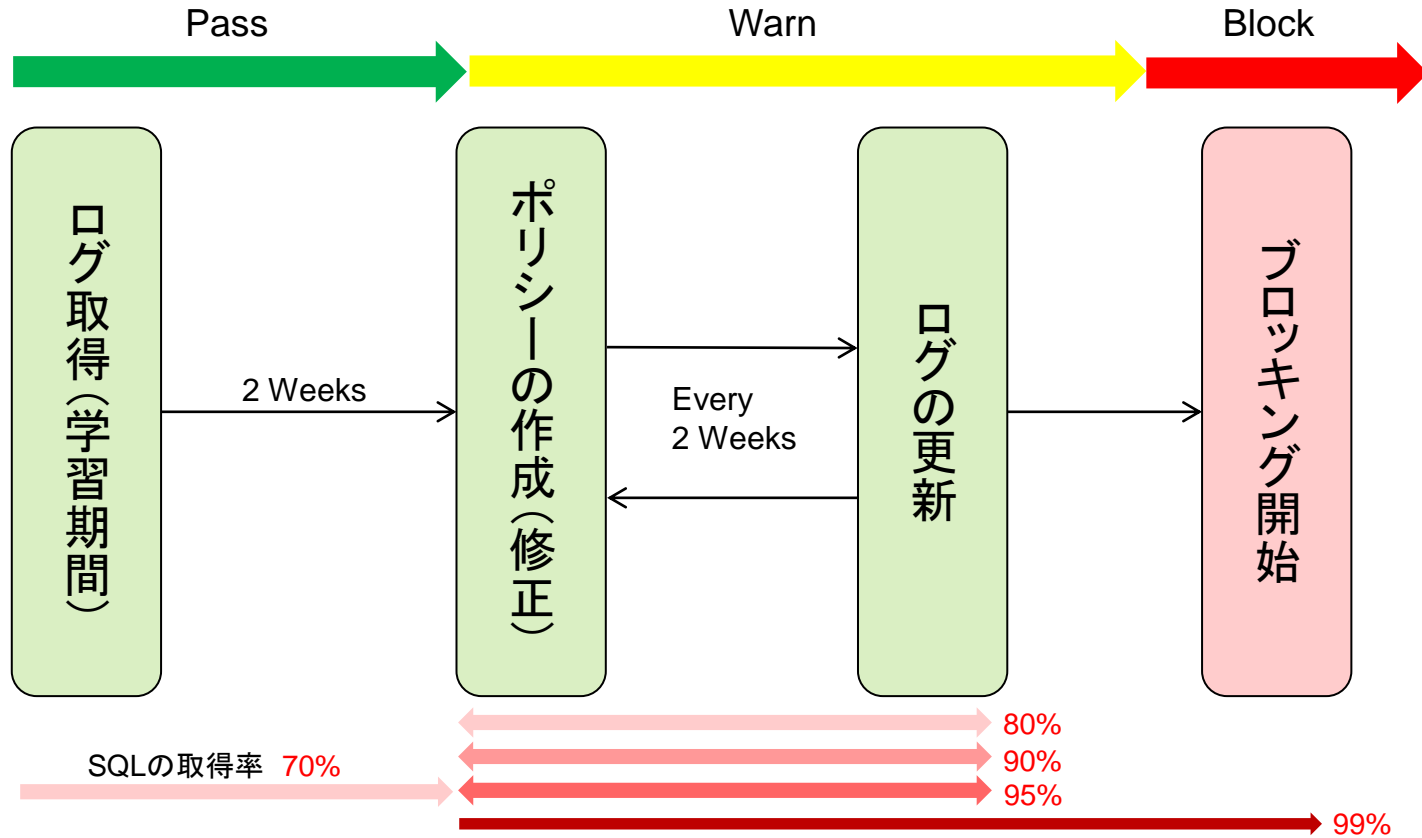 Pass
Warn
Block
ログ取得(学習期間)
2 Weeks
ポリシーの作成(修正)
Every
2 Weeks
ログの更新
ブロッキング開始
80%
SQLの取得率 70%
90%
95%
99%